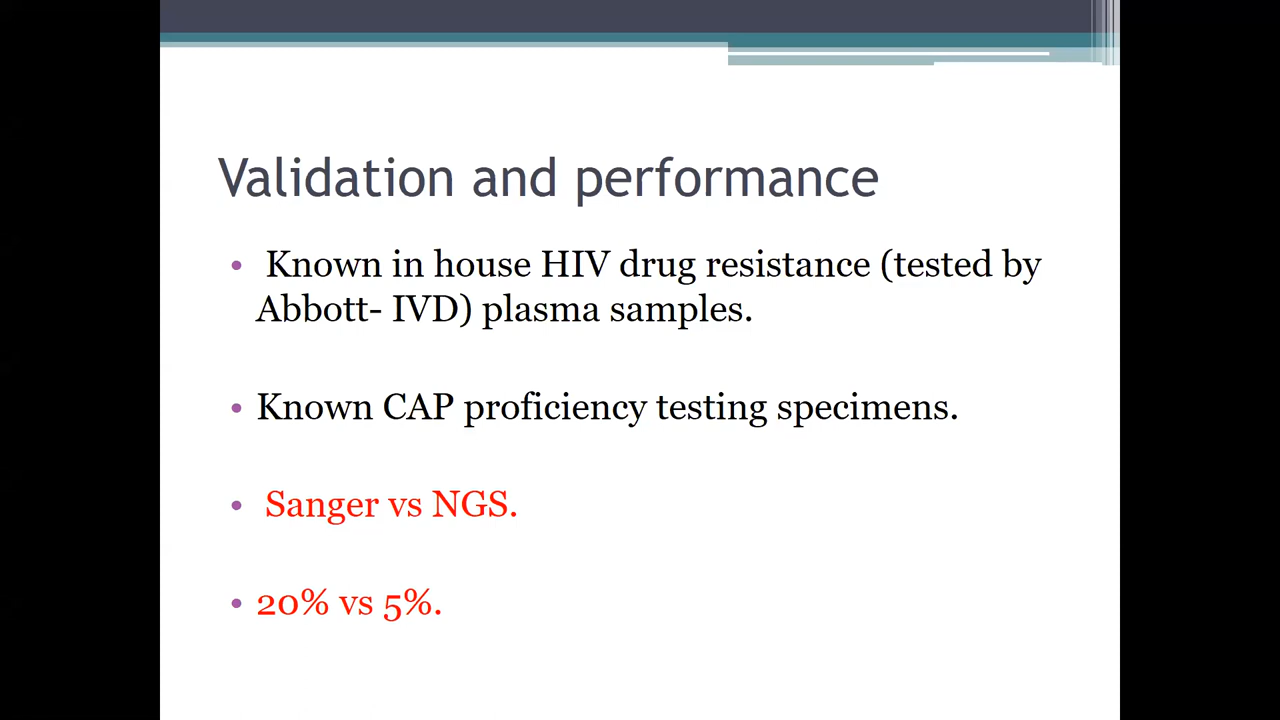 Validation and performance
• Known in house HIV drug resistance (tested by
Abbott- IVD) plasma samples.
• Known CAP proficiency testing specimens.
• Sanger vs NGS.
• 20% vs 5%.